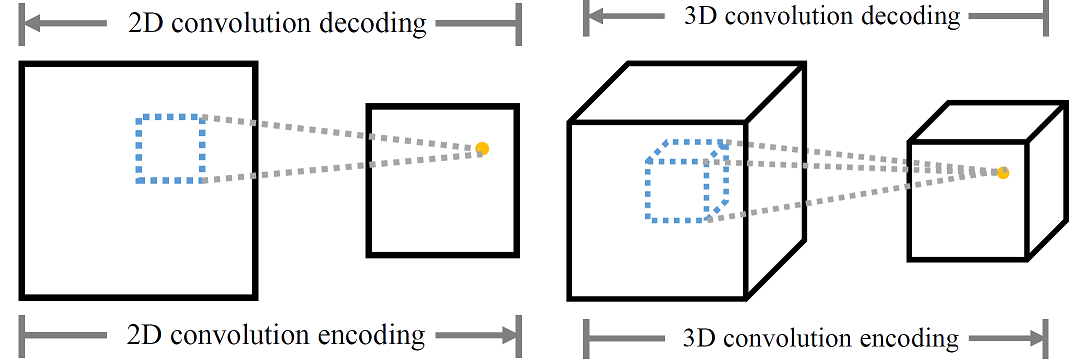 2D convolution decoding
3D convolution decoding
2D convolution encoding
3D convolution encoding